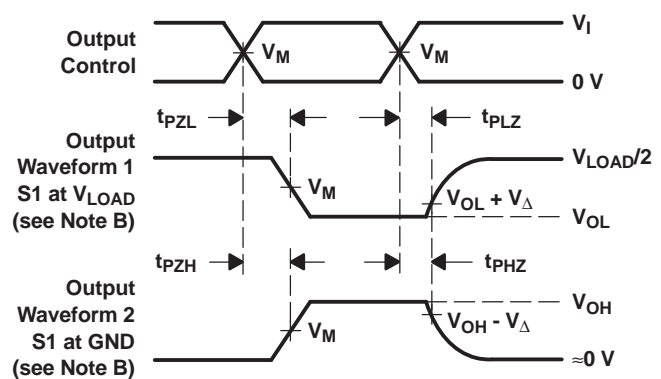 Output
Control
V_M
V_M
V_I
0 V
t_PZL
t_PLZ
Output
Waveform 1
S1 at V_LOAD
(see Note B)
V_M
V_LOAD/2
V_OL + V_Δ
V_OL
t_PZH
t_PHZ
Output
Waveform 2
S1 at GND
(see Note B)
V_M
V_OH
V_OH - V_Δ
≈0 V